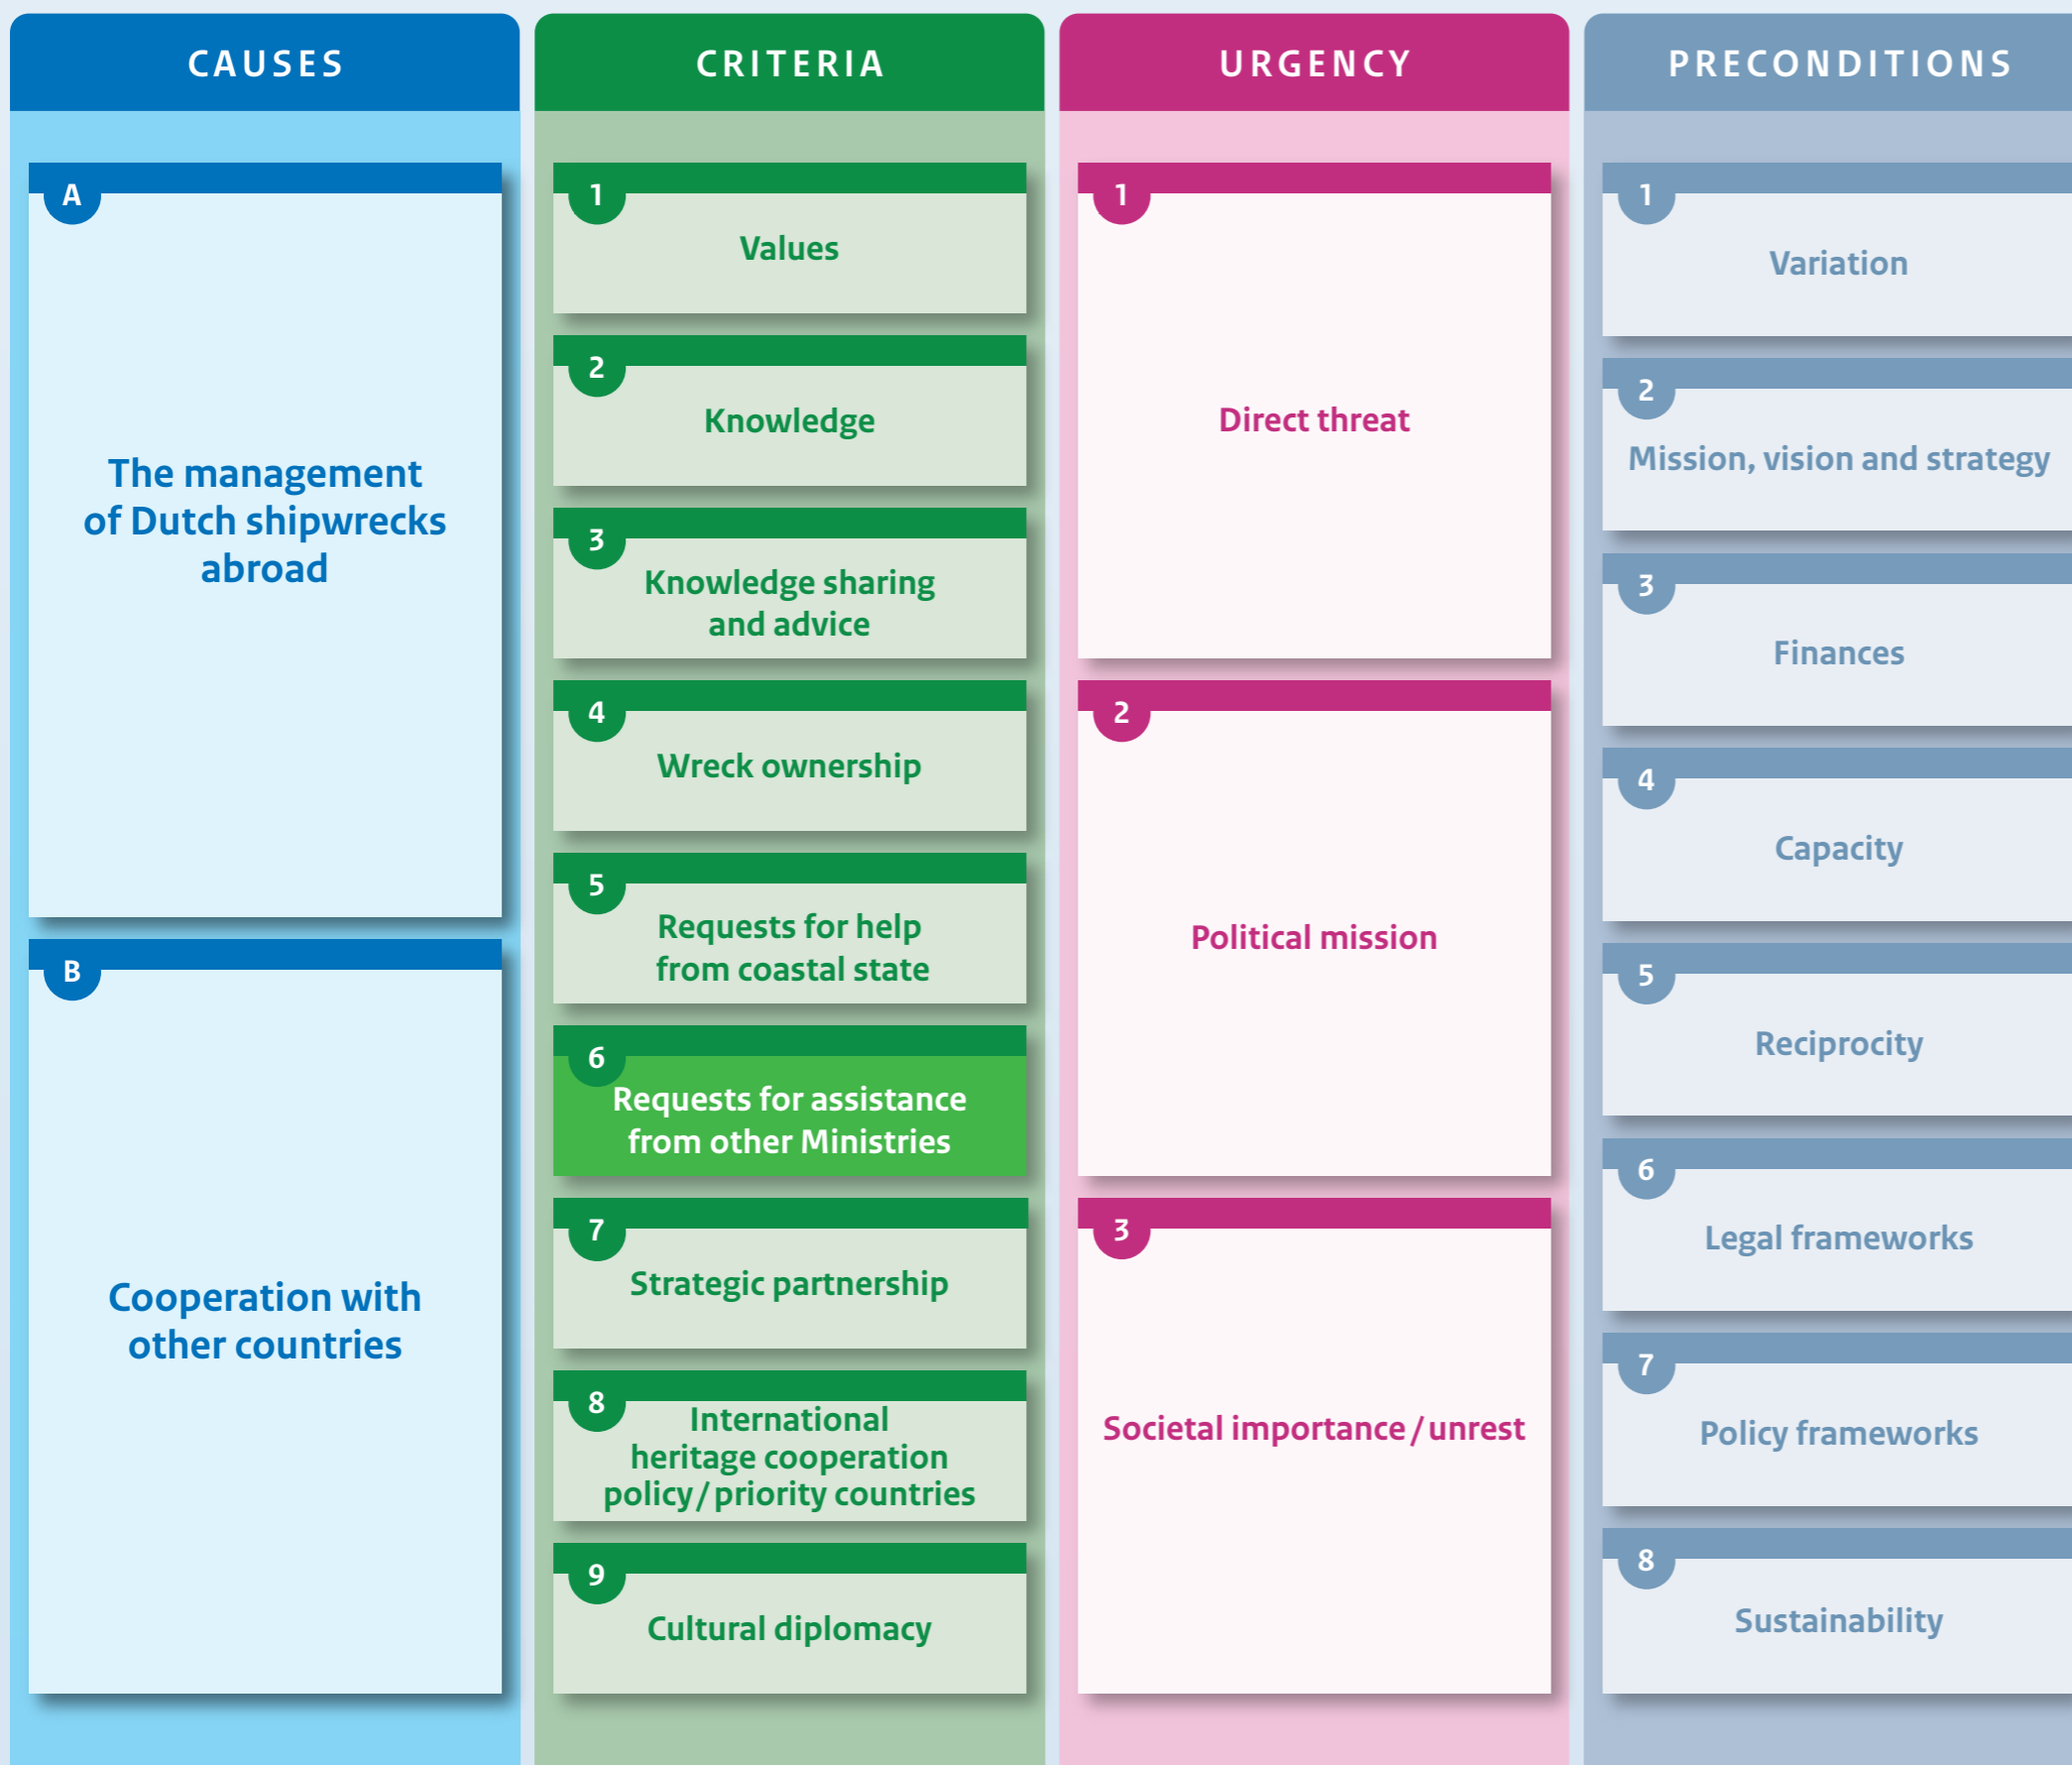 CAUSES
A
The management
of Dutch shipwrecks
abroad
B
Cooperation with
other countries
CRITERIA
1
Values
2
Knowledge
3
Knowledge sharing
and advice
4
Wreck ownership
5
Requests for help
from coastal state
6
Requests for assistance
from other Ministries
7
Strategic partnership
8
International
heritage cooperation
policy / priority countries
9
Cultural diplomacy
URGENCY
1
Direct threat
2
Political mission
3
Societal importance / unrest
PRECONDITIONS
1
Variation
2
Mission, vision and strategy
3
Finances
4
Capacity
5
Reciprocity
6
Legal frameworks
7
Policy frameworks
8
Sustainability